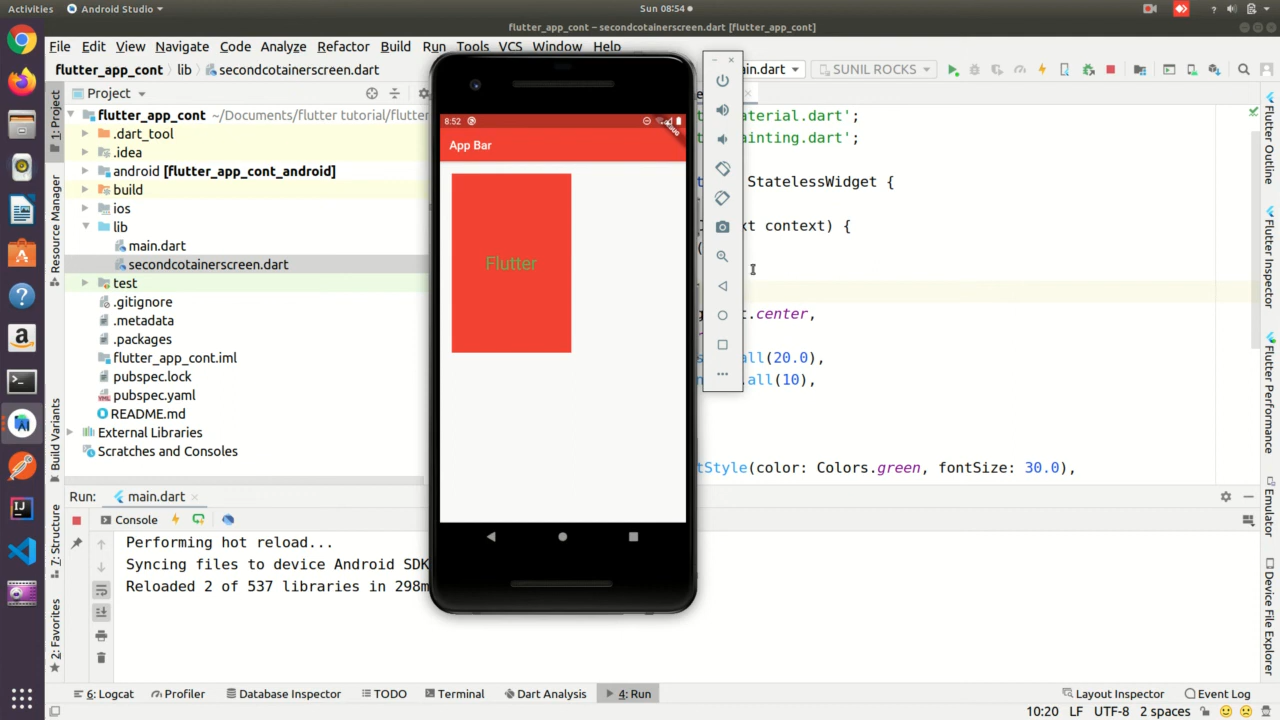 Activities
Android Studio
Sun 08:54
flutter_app_cont – secondcotainerscreen.dart [flutter_app_cont]
File Edit View Navigate Code Analyze Refactor Build Run Tools VCS Window Help
flutter_app_cont lib secondcotainerscreen.dart
ain.dart
SUNIL ROCKS
1: Project
Resource Manager
Build Variants
7: Structure
2: Favorites
Project
flutter_app_cont ~/Documents/flutter tutorial/flutter
.dart_tool
.idea
android [flutter_app_cont_android]
build
ios
lib
main.dart
secondcotainerscreen.dart
test
.gitignore
.metadata
.packages
flutter_app_cont.iml
pubspec.lock
pubspec.yaml
README.md
External Libraries
Scratches and Consoles
8:52
App Bar
Flutter
aterial.dart';
ainting.dart';
StatelessWidget {
xt context) {
(
t.center,
all(20.0),
.all(10),
tStyle(color: Colors.green, fontSize: 30.0),
Flutter Outline
Flutter Inspector
Flutter Performance
Emulator
Device File Explorer
Run: main.dart
Console
Performing hot reload...
Syncing files to device Android SDK
Reloaded 2 of 537 libraries in 298m
6: Logcat Profiler Database Inspector TODO Terminal Dart Analysis 4: Run Layout Inspector Event Log
10:20 LF UTF-8 2 spaces